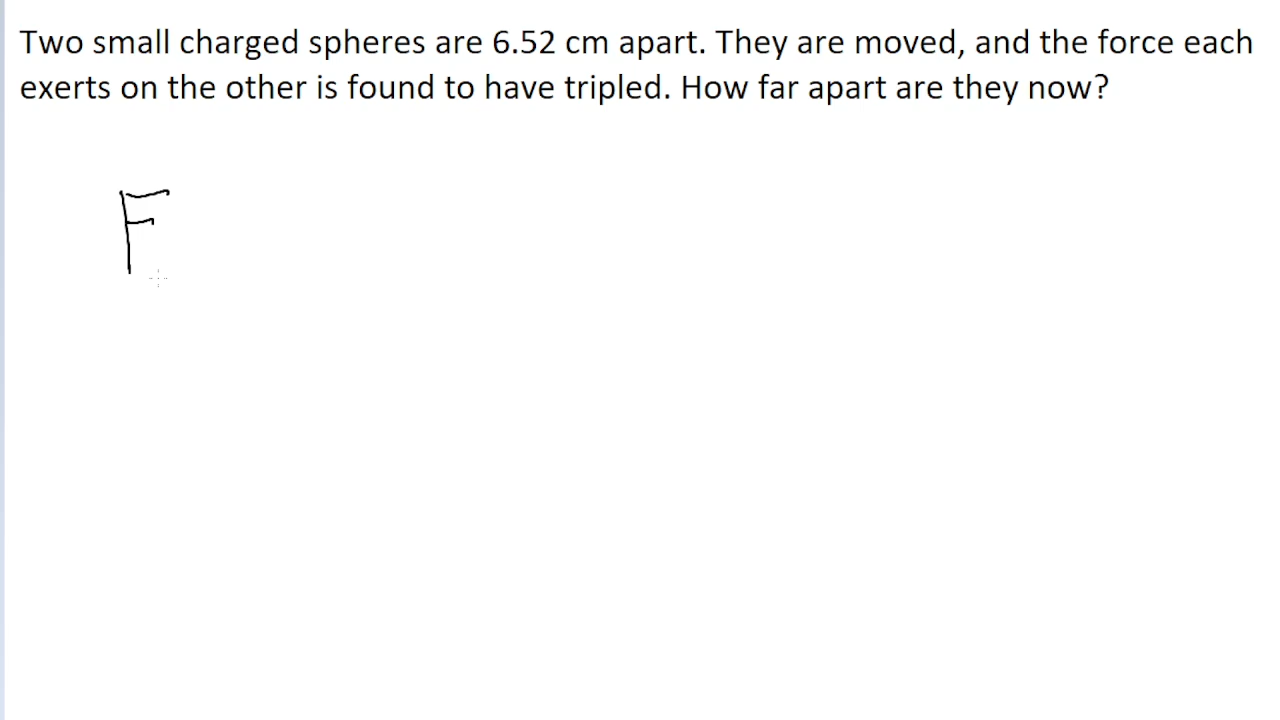 Two small charged spheres are 6.52 cm apart. They are moved, and the force each
exerts on the other is found to have tripled. How far apart are they now?
F